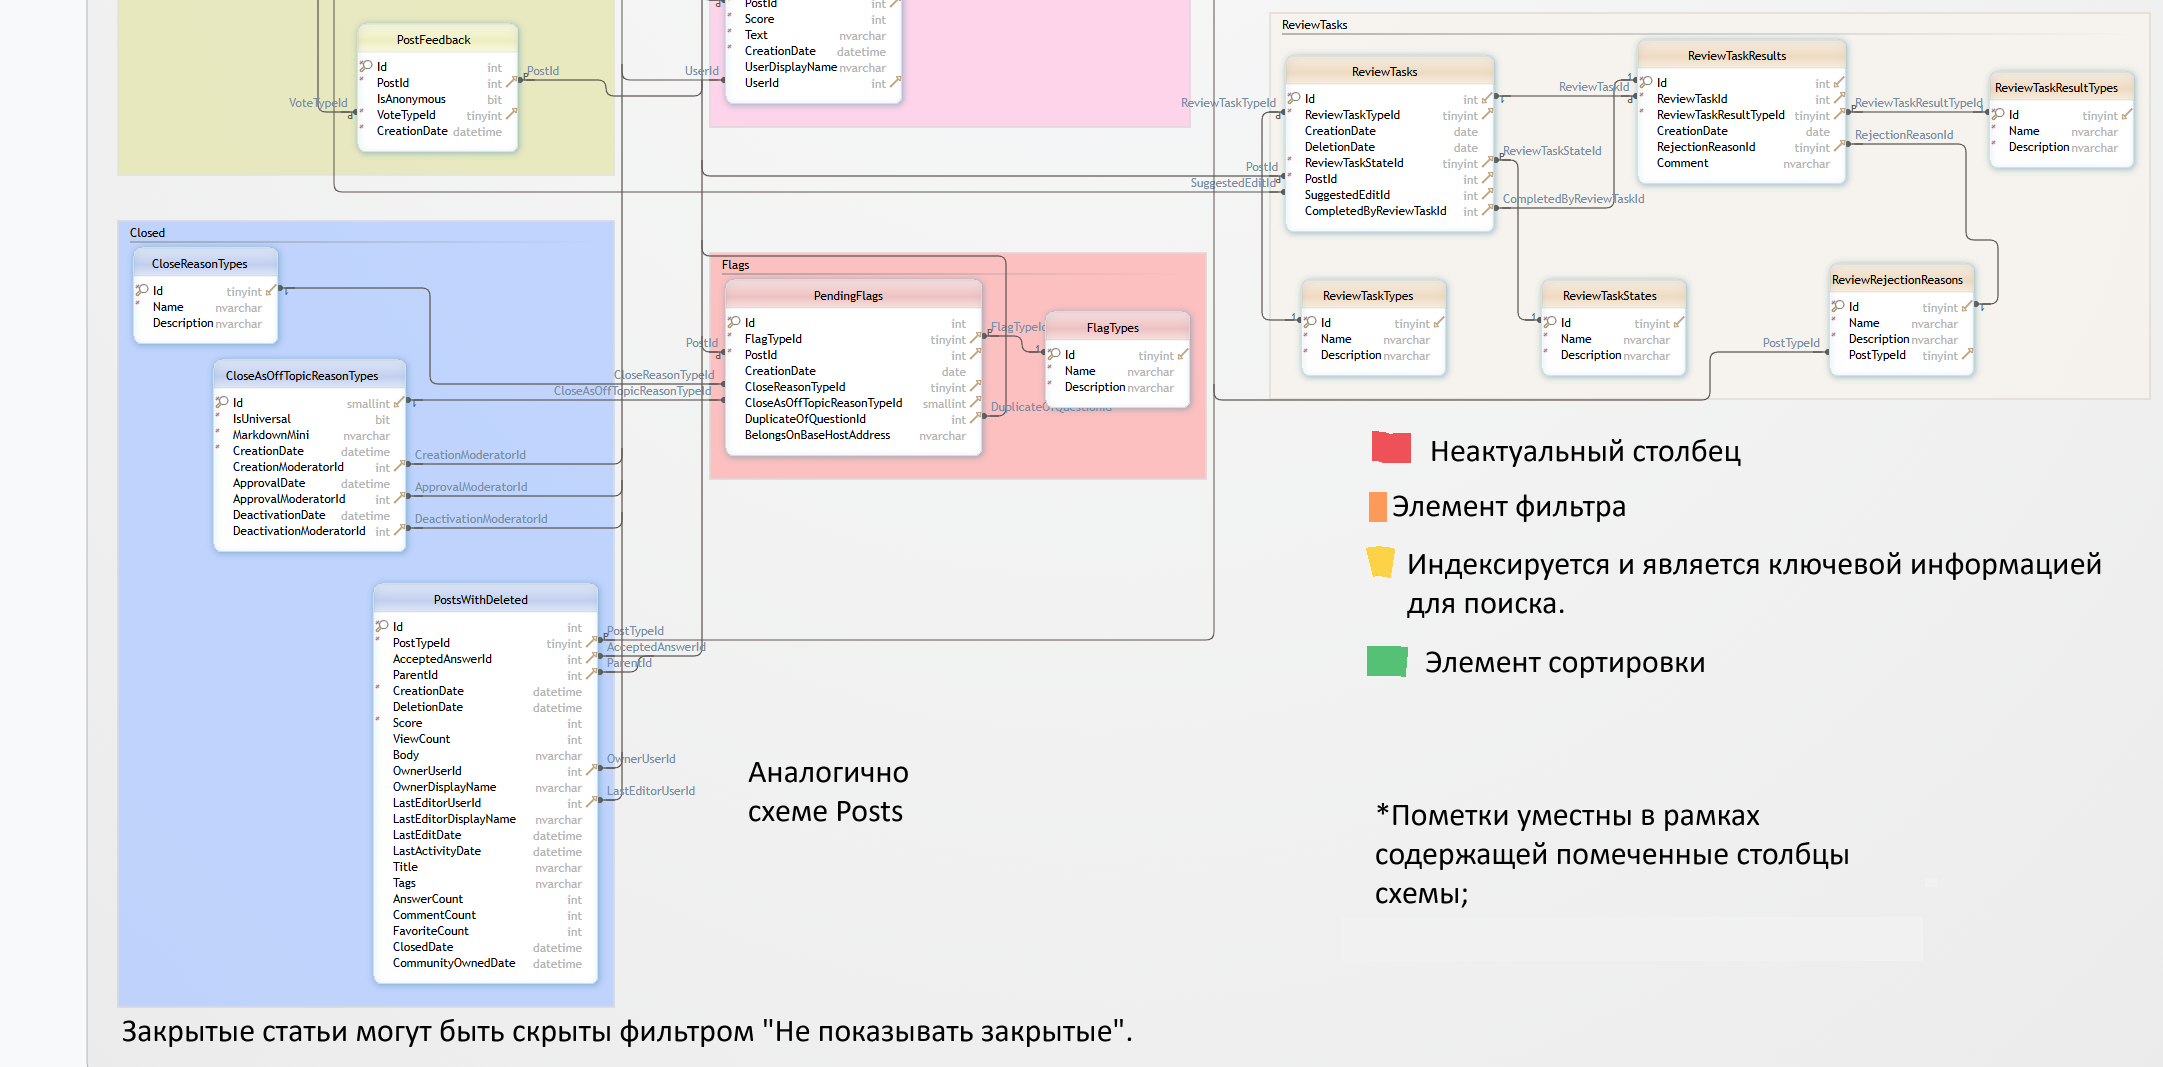 PostFeedback
Id int
PostId int
IsAnonymous bit
VoteTypeId tinyint
CreationDate datetime
PostId
VoteTypeId
PostId int
Score int
Text nvarchar
CreationDate datetime
UserDisplayName nvarchar
UserId int
UserId
ReviewTasks
ReviewTasks
Id int
ReviewTaskTypeId tinyint
CreationDate date
DeletionDate date
ReviewTaskStateId tinyint
PostId int
SuggestedEditId int
CompletedByReviewTaskId int
ReviewTaskTypeId
PostId
SuggestedEditId
ReviewTaskId
ReviewTaskStateId
CompletedByReviewTaskId
ReviewTaskResults
Id int
ReviewTaskId int
ReviewTaskResultTypeId tinyint
CreationDate date
RejectionReasonId tinyint
Comment nvarchar
ReviewTaskResultTypeId
RejectionReasonId
ReviewTaskResultTypes
Id tinyint
Name nvarchar
Description nvarchar
ReviewTaskTypes
Id tinyint
Name nvarchar
Description nvarchar
ReviewTaskStates
Id tinyint
Name nvarchar
Description nvarchar
ReviewRejectionReasons
Id tinyint
Name nvarchar
Description nvarchar
PostTypeId tinyint
PostTypeId
Closed
CloseReasonTypes
Id tinyint
Name nvarchar
Description nvarchar
CloseAsOffTopicReasonTypes
Id smallint
IsUniversal bit
MarkdownMini nvarchar
CreationDate datetime
CreationModeratorId int
ApprovalDate datetime
ApprovalModeratorId int
DeactivationDate datetime
DeactivationModeratorId int
CreationModeratorId
ApprovalModeratorId
DeactivationModeratorId
Flags
PendingFlags
Id int
FlagTypeId tinyint
PostId int
CreationDate date
CloseReasonTypeId tinyint
CloseAsOffTopicReasonTypeId smallint
DuplicateOfQuestionId int
BelongsOnBaseHostAddress nvarchar
PostId
CloseReasonTypeId
CloseAsOffTopicReasonTypeId
FlagTypeId
DuplicateOfQuestionId
FlagTypes
Id tinyint
Name nvarchar
Description nvarchar
PostsWithDeleted
Id int
PostTypeId tinyint
AcceptedAnswerId int
ParentId int
CreationDate datetime
DeletionDate datetime
Score int
ViewCount int
Body nvarchar
OwnerUserId int
OwnerDisplayName nvarchar
LastEditorUserId int
LastEditorDisplayName nvarchar
LastEditDate datetime
LastActivityDate datetime
Title nvarchar
Tags nvarchar
AnswerCount int
CommentCount int
FavoriteCount int
ClosedDate datetime
CommunityOwnedDate datetime
PostTypeId
AcceptedAnswerId
ParentId
OwnerUserId
LastEditorUserId
Аналогично
схеме Posts
Неактуальный столбец
Элемент фильтра
Индексируется и является ключевой информацией
для поиска.
Элемент сортировки
*Пометки уместны в рамках
содержащей помеченные столбцы
схемы;
Закрытые статьи могут быть скрыты фильтром "Не показывать закрытые".